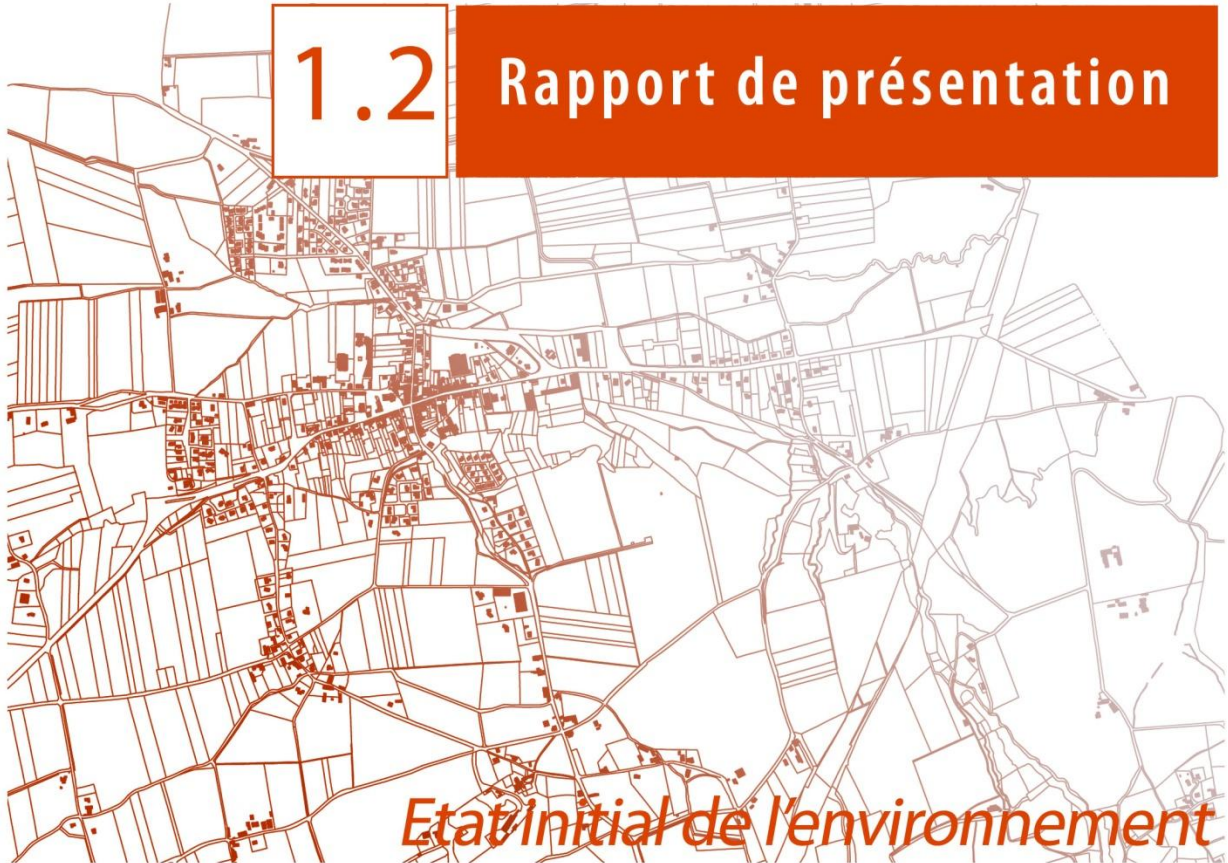 1.2
Rapport de présentation
Etat initial de l'environnement